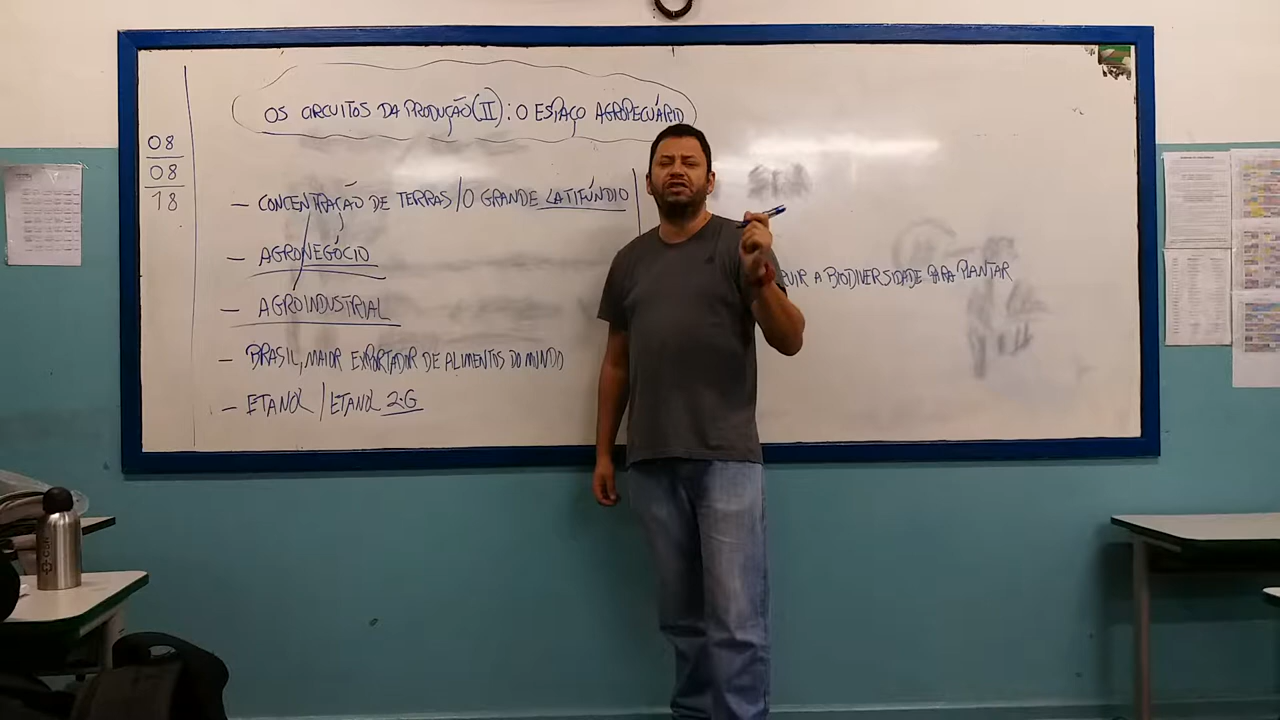 08
08
18
OS CIRCUITOS DA PRODUÇÃO (II): O ESPAÇO AGROPECUÁRIO
– CONCENTRAÇÃO DE TERRAS / O GRANDE LATIFÚNDIO
– AGRONEGÓCIO
– AGROINDUSTRIAL
– BRASIL, MAIOR EXPORTADOR DE ALIMENTOS DO MUNDO
– ETANOL / ETANOL 2.G
A BIODIVERSIDADE PARA PLANTAR